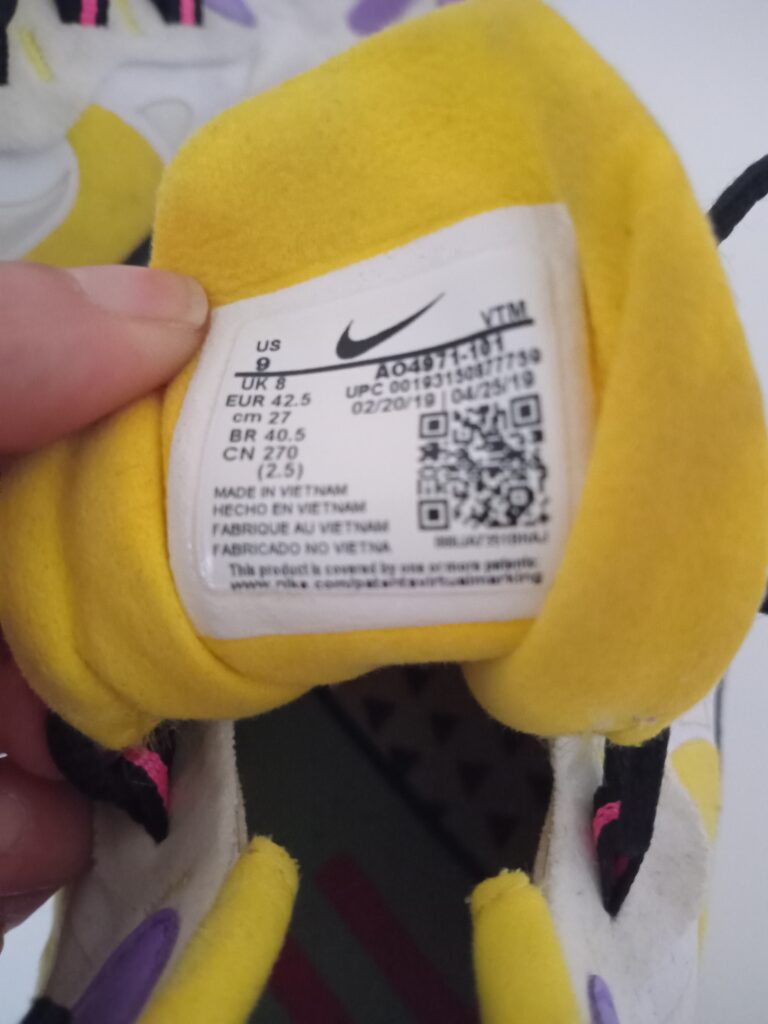 US
9
UK 8
EUR 42.5
cm 27
BR 40.5
CN 270
(2.5)
VTM
AO4971-101
UPC 00193150877759
02/20/19 | 04/25/19
MADE IN VIETNAM
HECHO EN VIETNAM
FABRIQUE AU VIETNAM
FABRICADO NO VIETNA
This product is covered by one or more patents:
www.nike.com/patentsvirtualmarking